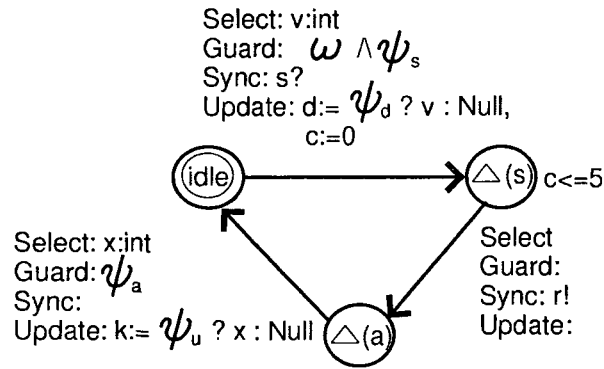 Select: v:int
Guard: ω ∧ψs
Sync: s?
Update: d:= ψd ? v : Null,
c:=0
idle
△(s)
c<=5
Select: x:int
Guard: ψa
Sync:
Update: k:= ψu ? x : Null
Select
Guard:
Sync: r!
Update:
△(a)